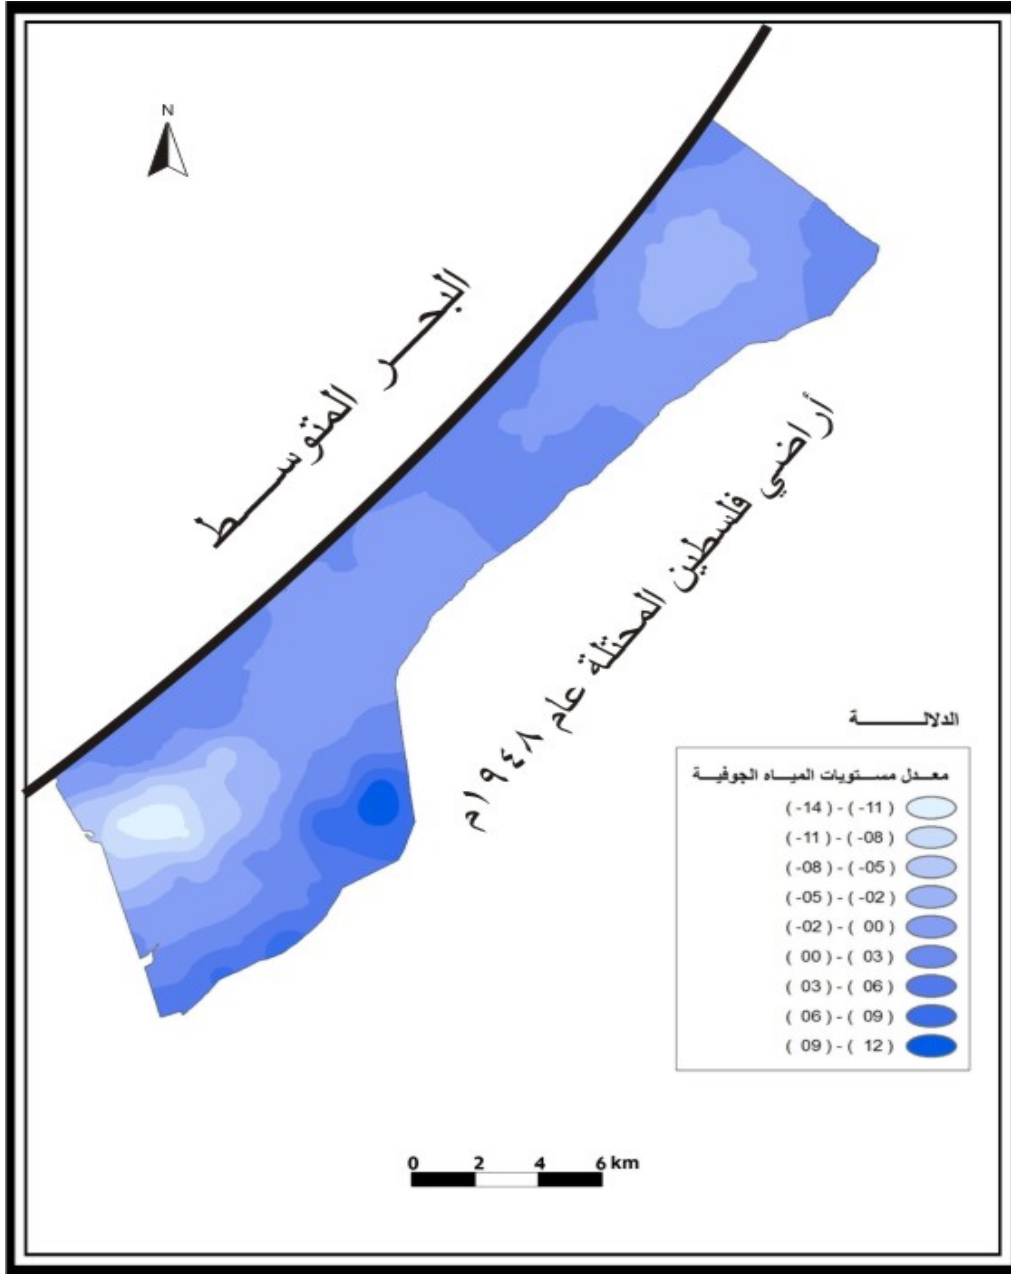 N
البحر المتوسط
أراضي فلسطين المحتلة عام ١٩٤٨م
الدلالة
معدل مستويات المياه الجوفية
( -14 ) - ( -11 )
( -11 ) - ( -08 )
( -08 ) - ( -05 )
( -05 ) - ( -02 )
( -02 ) - ( 00 )
( 00 ) - ( 03 )
( 03 ) - ( 06 )
( 06 ) - ( 09 )
( 09 ) - ( 12 )
0 2 4 6 km